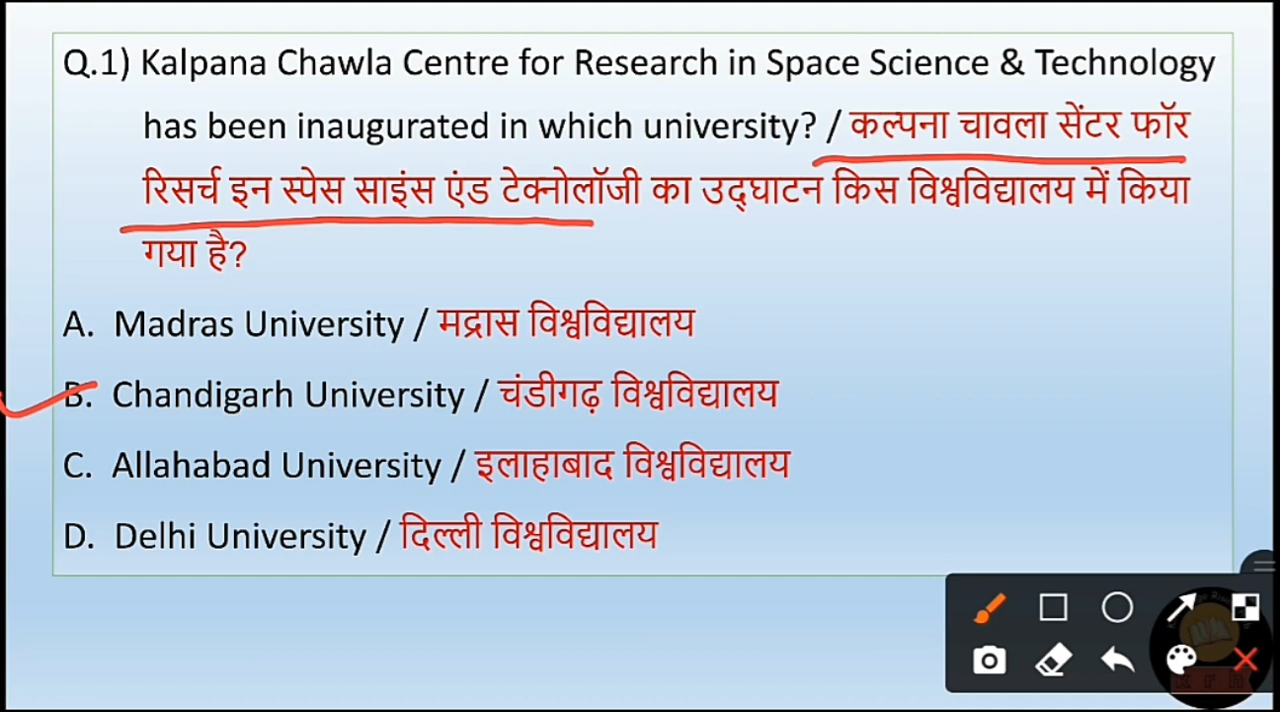 Q.1) Kalpana Chawla Centre for Research in Space Science & Technology
has been inaugurated in which university? / कल्पना चावला सेंटर फॉर
रिसर्च इन स्पेस साइंस एंड टेक्नोलॉजी का उद्घाटन किस विश्वविद्यालय में किया
गया है?
A. Madras University / मद्रास विश्वविद्यालय
B. Chandigarh University / चंडीगढ़ विश्वविद्यालय
C. Allahabad University / इलाहाबाद विश्वविद्यालय
D. Delhi University / दिल्ली विश्वविद्यालय